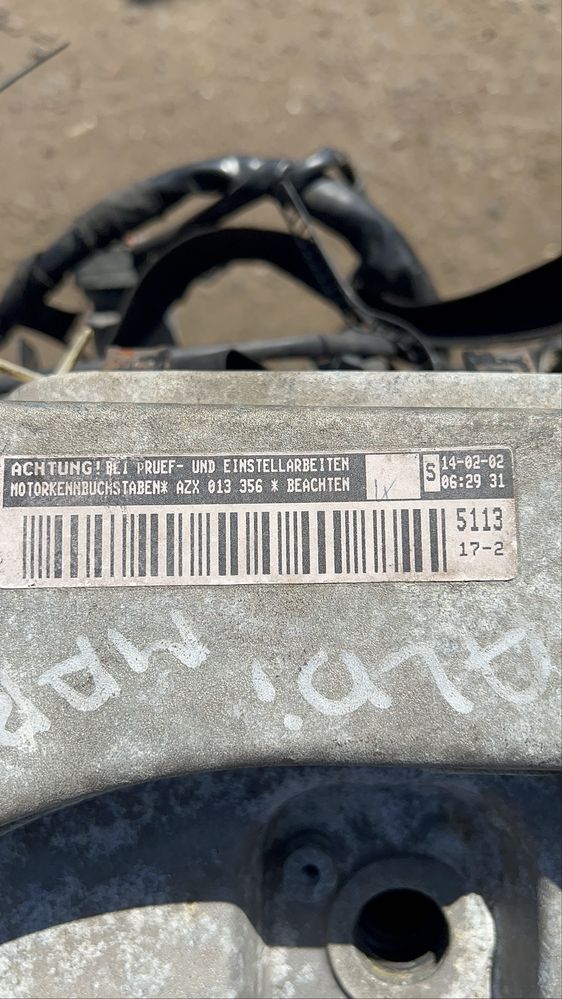 ACHTUNG! BEI PRUEF- UND EINSTELLARBEITEN
MOTORKENNBUCHSTABEN* AZX 013 356 * BEACHTEN
S
14-02-02
06:29 31
5113
17-2